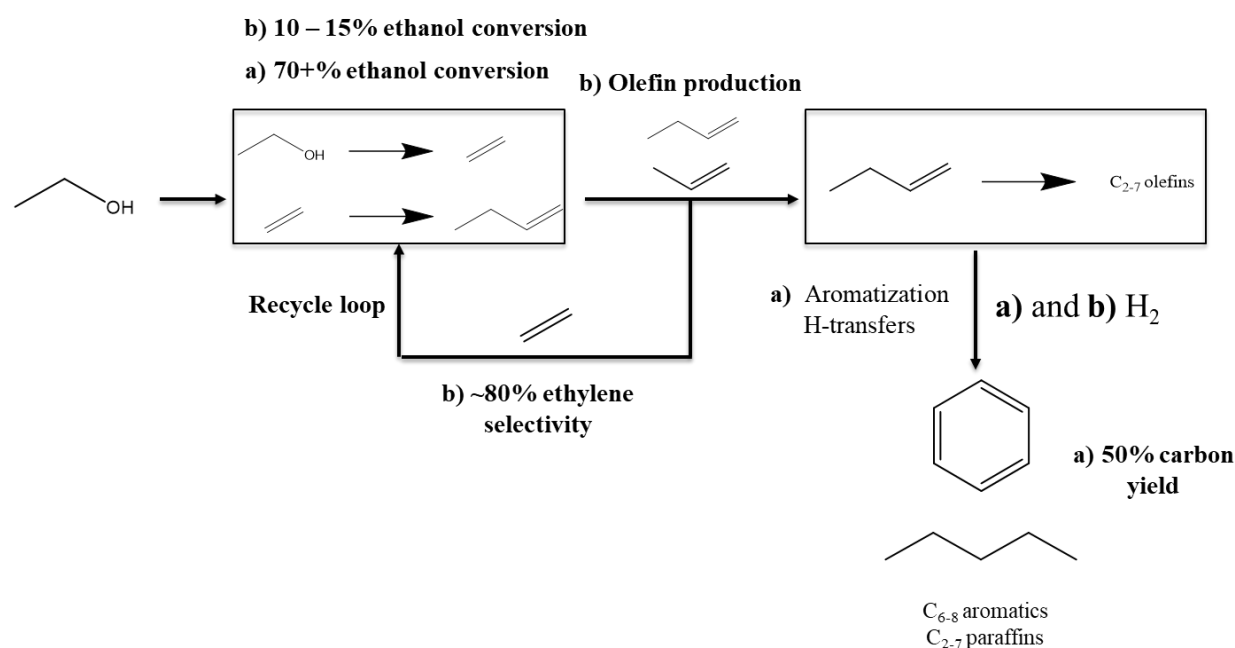 b) 10 – 15% ethanol conversion
a) 70+% ethanol conversion
b) Olefin production
OH
OH
C2-7 olefins
Recycle loop
a) Aromatization
H-transfers
a) and b) H2
b) ~80% ethylene
selectivity
a) 50% carbon
yield
C6-8 aromatics
C2-7 paraffins